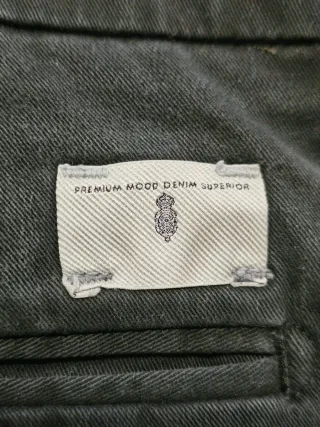 PREMIUM MOOD DENIM SUPERIOR